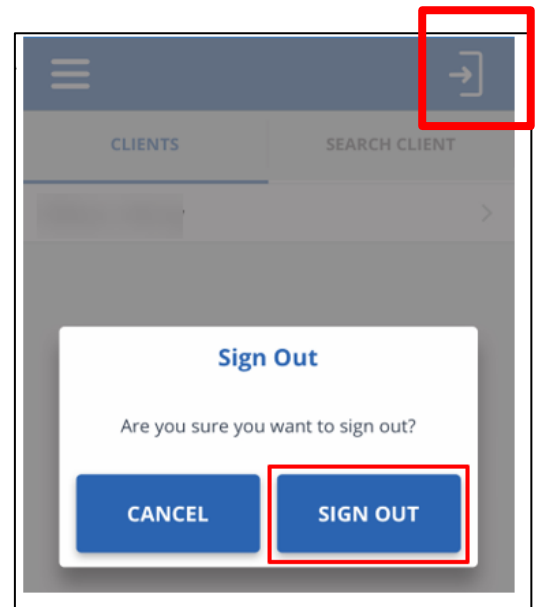 CLIENTS SEARCH CLIENT
Sign Out
Are you sure you want to sign out?
CANCEL SIGN OUT